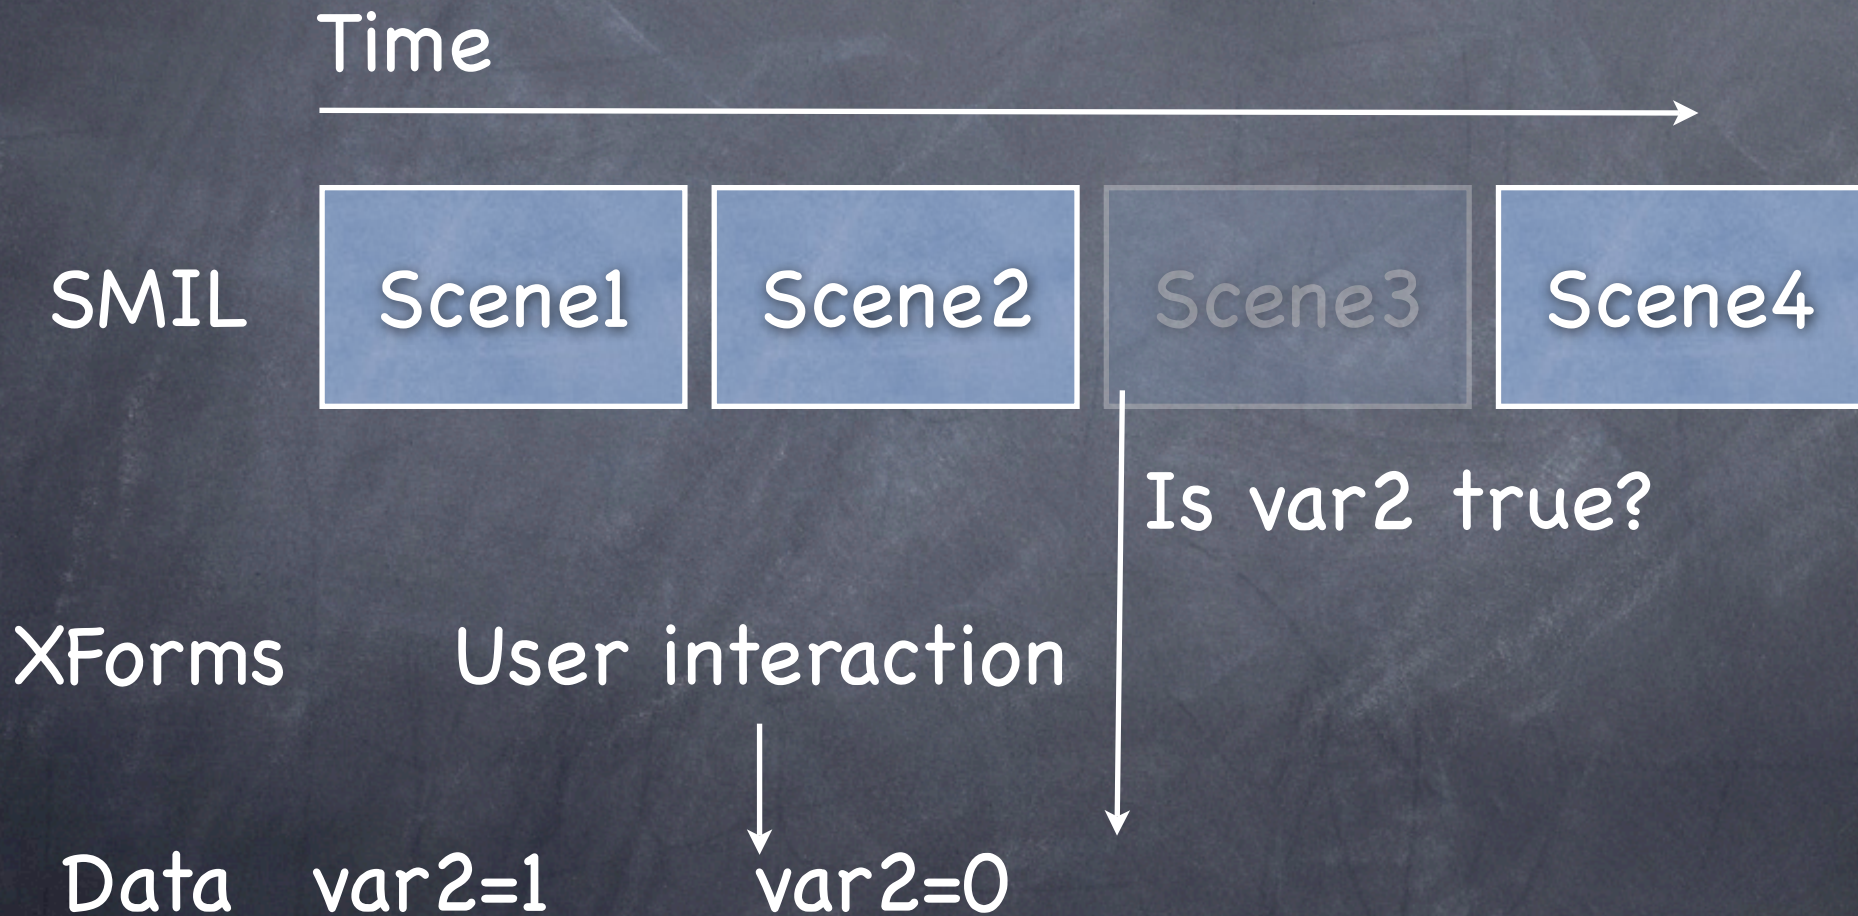 Time
SMIL Scene1 Scene2 Scene3 Scene4
Is var2 true?
XForms User interaction
Data var2=1 var2=0